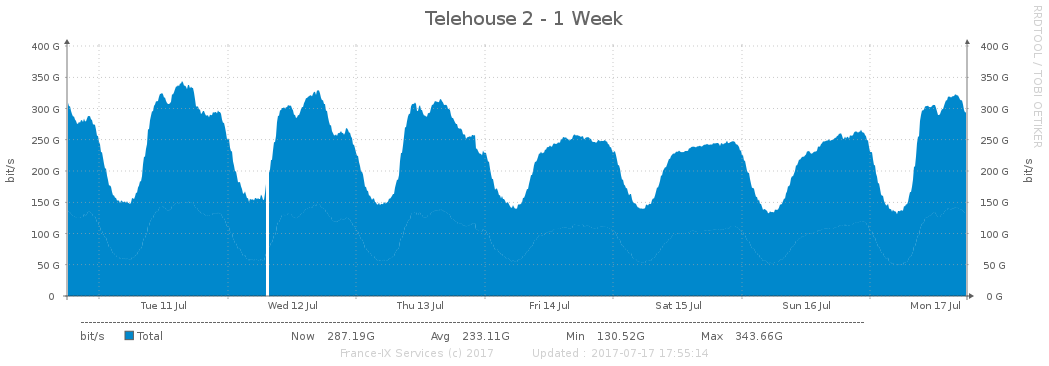 Telehouse 2 - 1 Week
RRDTOOL / TOBI OETIKER
400 G 400 G
350 G 350 G
300 G 300 G
250 G 250 G
200 G 200 G
150 G 150 G
100 G 100 G
50 G 50 G
0 0 G
bit/s bit/s
Tue 11 Jul Wed 12 Jul Thu 13 Jul Fri 14 Jul Sat 15 Jul Sun 16 Jul Mon 17 Jul
bit/s Total Now 287.19G Avg 233.11G Min 130.52G Max 343.66G
France-IX Services (c) 2017 Updated : 2017-07-17 17:55:14